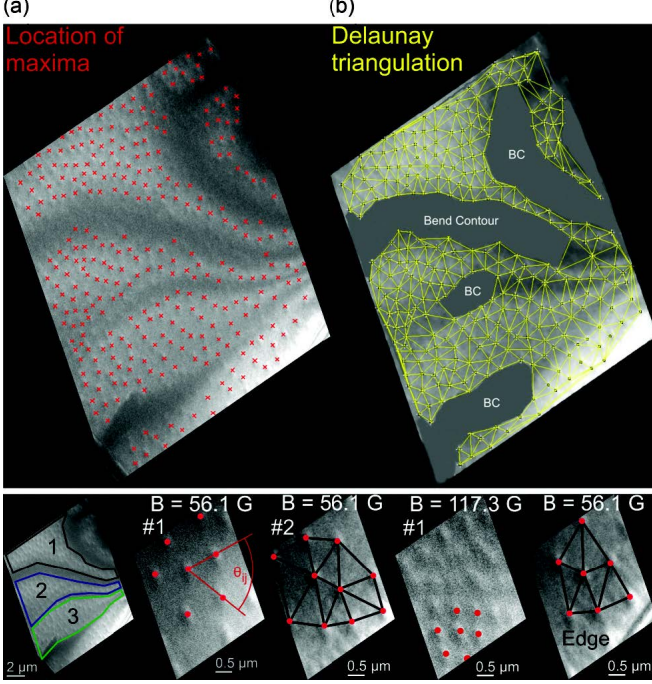 (a)
(b)
Location of
maxima
Delaunay
triangulation
BC
Bend Contour
BC
BC
B = 56.1 G
B = 56.1 G
B = 117.3 G
B = 56.1 G
#1
#2
#1
1
2
3
θij
Edge
2 μm
0.5 μm
0.5 μm
0.5 μm
0.5 μm